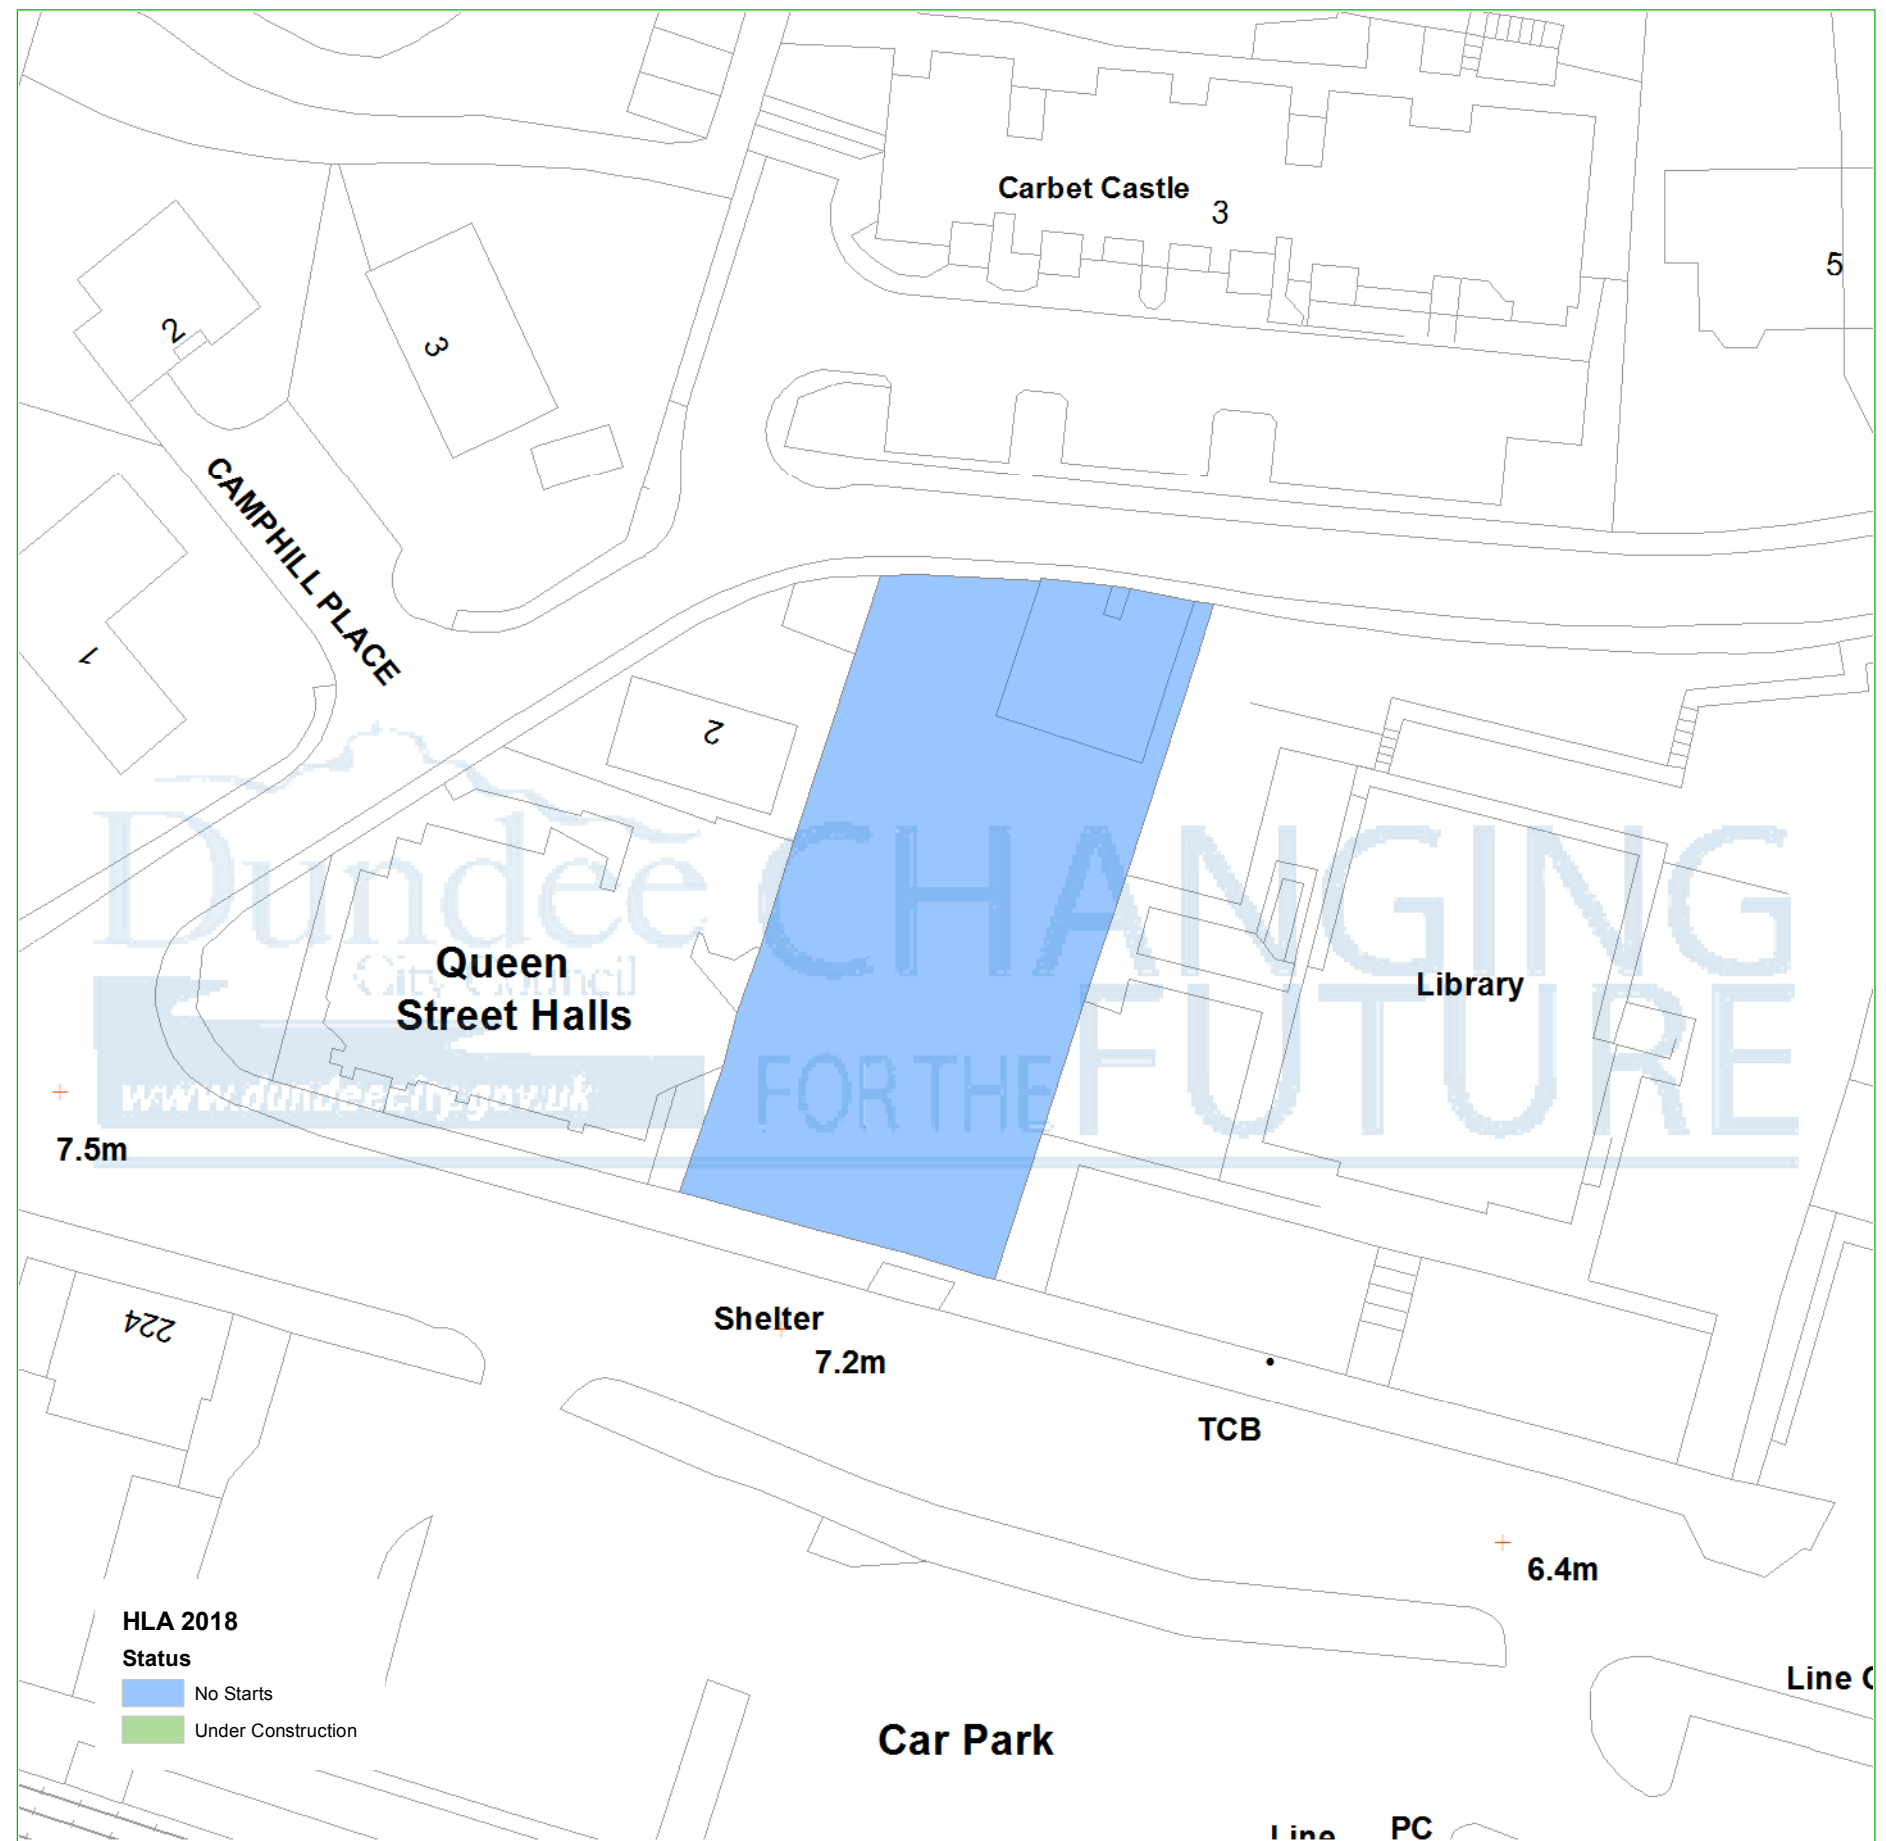 Carbet Castle
3
5
2
3
CAMPHILL PLACE
1
2
Dundee
City Council
www.dundeecity.gov.uk
CHANGING
FOR THE FUTURE
Queen
Street Halls
Library
7.5m
224
Shelter
7.2m
TCB
6.4m
HLA 2018
Status
No Starts
Under Construction
Line
Car Park
Line
PC